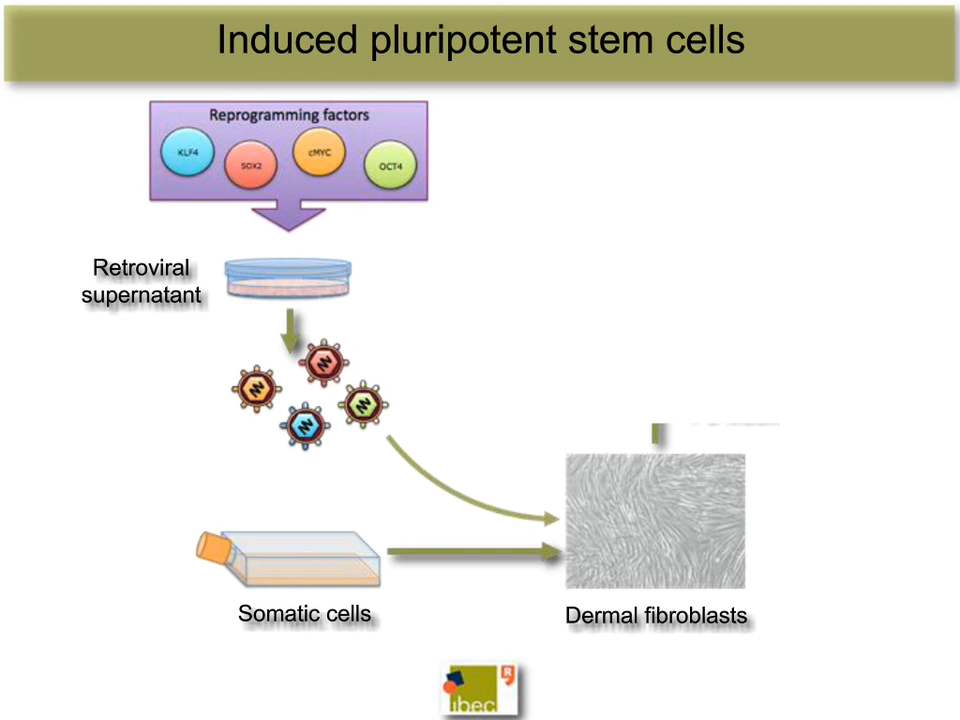 Induced pluripotent stem cells
Reprogramming factors
KLF4
SOX2
cMYC
OCT4
Retroviral
supernatant
Somatic cells
Dermal fibroblasts
ibec
R